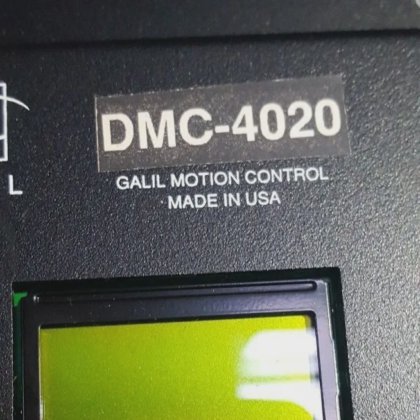 DMC-4020
L
GALIL MOTION CONTROL
MADE IN USA